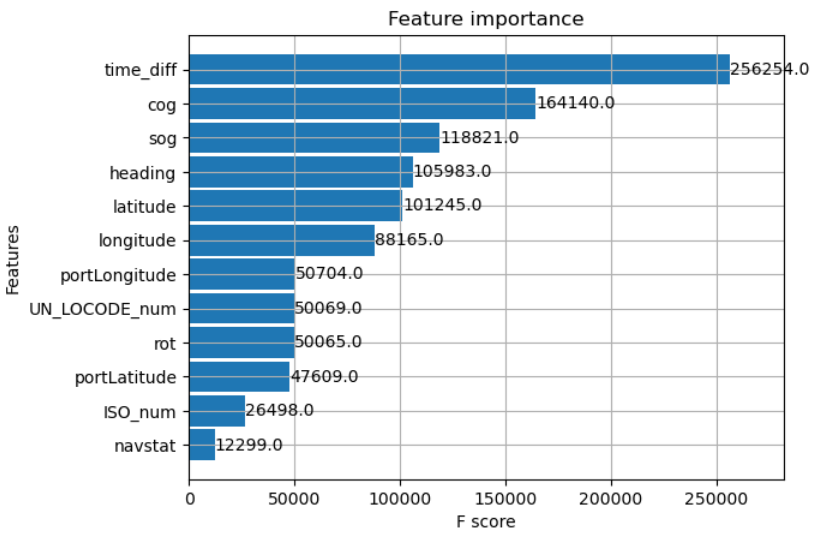 Feature importance
time_diff 256254.0
cog 164140.0
sog 118821.0
heading 105983.0
latitude 101245.0
longitude 88165.0
portLongitude 50704.0
UN_LOCODE_num 50069.0
rot 50065.0
portLatitude 47609.0
ISO_num 26498.0
navstat 12299.0
Features
0 50000 100000 150000 200000 250000
F score